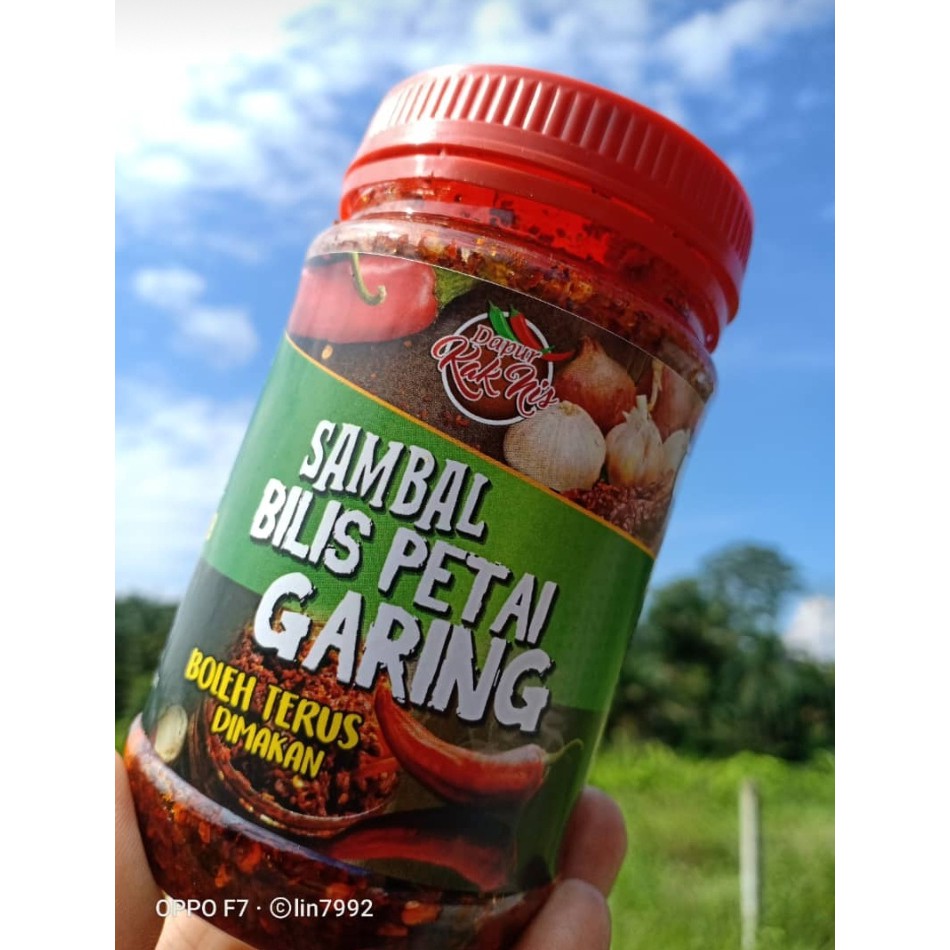 Dapur
Kak Nis
SAMBAL
BILIS PETAI
GARING
BOLEH TERUS
DIMAKAN
OPPO F7 · ©lin7992